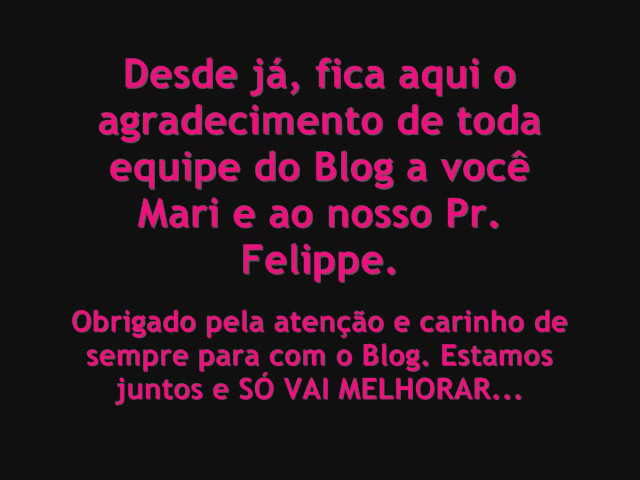 Desde já, fica aqui o
agradecimento de toda
equipe do Blog a você
Mari e ao nosso Pr.
Felippe.
Obrigado pela atenção e carinho de
sempre para com o Blog. Estamos
juntos e SÓ VAI MELHORAR...